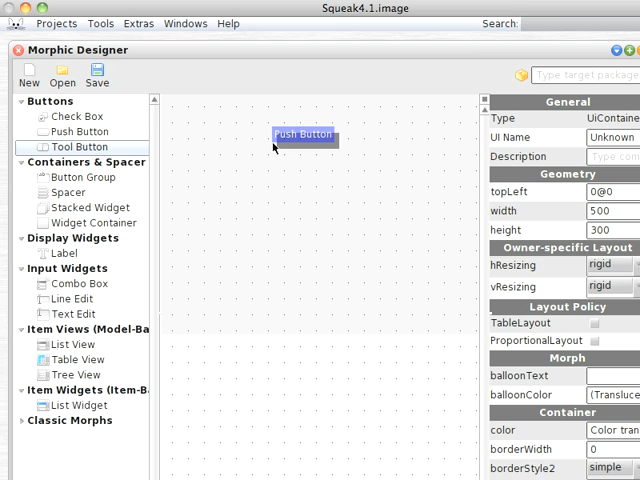 Squeak4.1.image
Projects Tools Extras Windows Help Search:
Morphic Designer
New Open Save
Type target package
Buttons
Check Box
Push Button
Tool Button
Containers & Spacer
Button Group
Spacer
Stacked Widget
Widget Container
Display Widgets
Label
Input Widgets
Combo Box
Line Edit
Text Edit
Item Views (Model-Ba
List View
Table View
Tree View
Item Widgets (Item-B
List Widget
Classic Morphs
Push Button
General
Type UiContaine
UI Name Unknown
Description Type com
Geometry
topLeft 0@0
width 500
height 300
Owner-specific Layout
hResizing rigid
vResizing rigid
Layout Policy
TableLayout
ProportionalLayout
Morph
balloonText
balloonColor (Transluce
Container
color Color tran
borderWidth 0
borderStyle2 simple